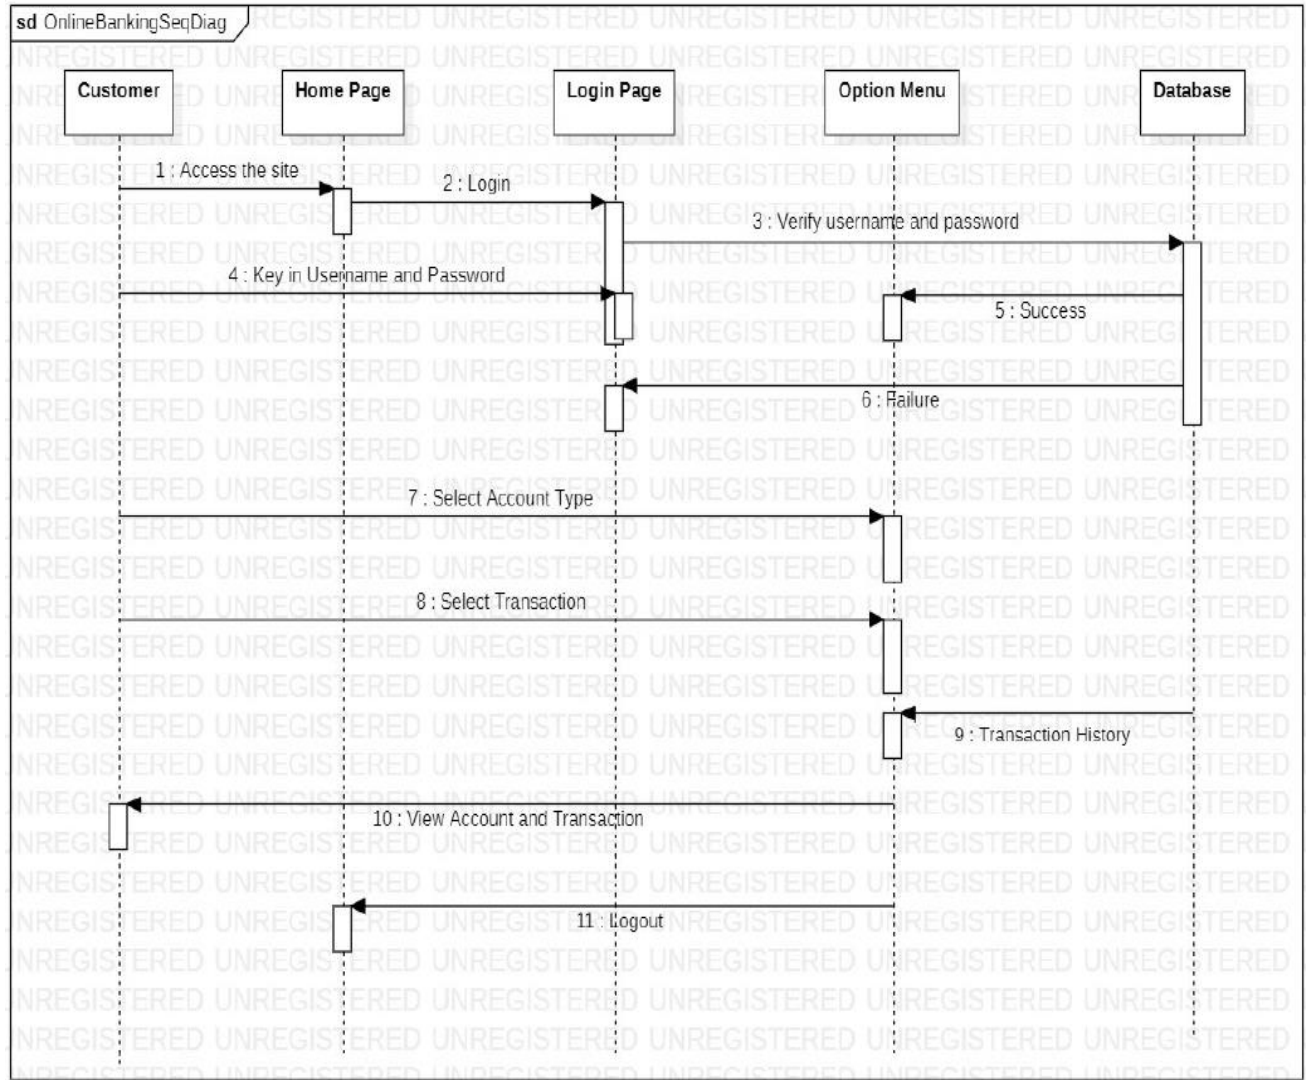 sd OnlineBankingSeqDiag
Customer
Home Page
Login Page
Option Menu
Database
1 : Access the site
2 : Login
3 : Verify username and password
4 : Key in Username and Password
5 : Success
6 : Failure
7 : Select Account Type
8 : Select Transaction
9 : Transaction History
10 : View Account and Transaction
11 : Logout
UNREGISTERED